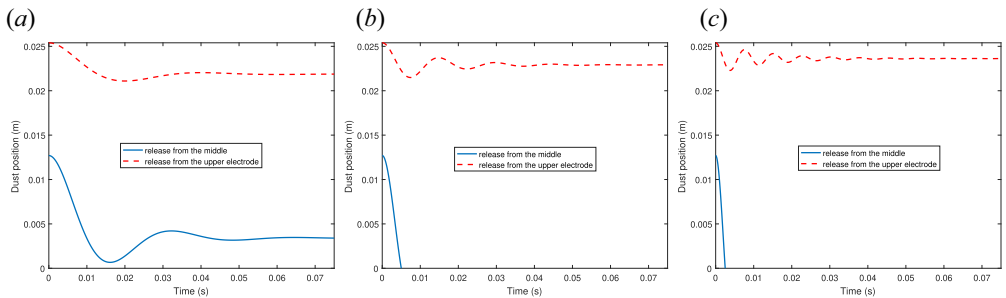 (a)
0.025
0.02
0.015
0.01
0.005
0
Dust position (m)
release from the middle
release from the upper electrode
0 0.01 0.02 0.03 0.04 0.05 0.06 0.07
Time (s)
(b)
0.025
0.02
0.015
0.01
0.005
0
Dust position (m)
release from the middle
release from the upper electrode
0 0.01 0.02 0.03 0.04 0.05 0.06 0.07
Time (s)
(c)
0.025
0.02
0.015
0.01
0.005
0
Dust position (m)
release from the middle
release from the upper electrode
0 0.01 0.02 0.03 0.04 0.05 0.06 0.07
Time (s)